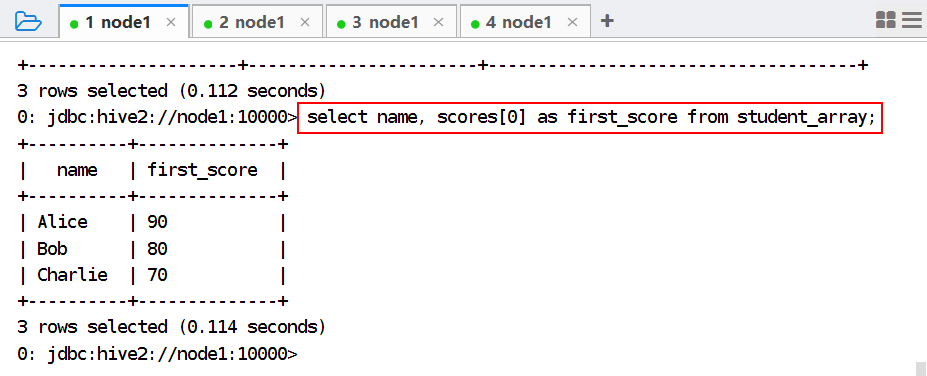 1 node1 × 2 node1 × 3 node1 × 4 node1 × +
+---------------------+-----------------------+-------------------------------------+
3 rows selected (0.112 seconds)
0: jdbc:hive2://node1:10000> select name, scores[0] as first_score from student_array;
+----------+--------------+
|   name   | first_score  |
+----------+--------------+
| Alice    | 90           |
| Bob      | 80           |
| Charlie  | 70           |
+----------+--------------+
3 rows selected (0.114 seconds)
0: jdbc:hive2://node1:10000>